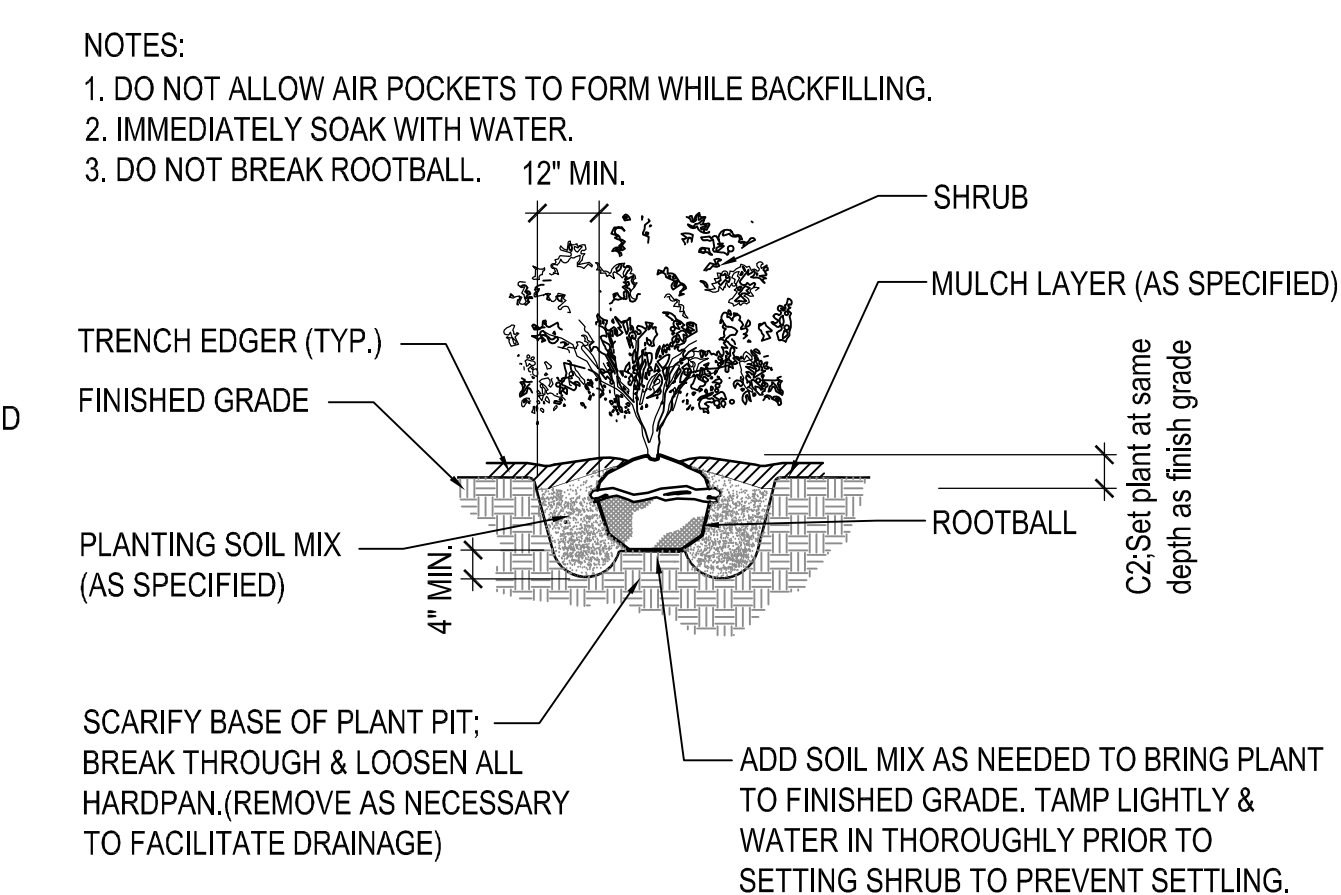 NOTES:
1. DO NOT ALLOW AIR POCKETS TO FORM WHILE BACKFILLING.
2. IMMEDIATELY SOAK WITH WATER.
3. DO NOT BREAK ROOTBALL.
12" MIN.
SHRUB
MULCH LAYER (AS SPECIFIED)
TRENCH EDGER (TYP.)
FINISHED GRADE
D
C2;Set plant at same
depth as finish grade
ROOTBALL
PLANTING SOIL MIX
(AS SPECIFIED)
4" MIN.
SCARIFY BASE OF PLANT PIT;
BREAK THROUGH & LOOSEN ALL
HARDPAN.(REMOVE AS NECESSARY
TO FACILITATE DRAINAGE)
ADD SOIL MIX AS NEEDED TO BRING PLANT
TO FINISHED GRADE. TAMP LIGHTLY &
WATER IN THOROUGHLY PRIOR TO
SETTING SHRUB TO PREVENT SETTLING.